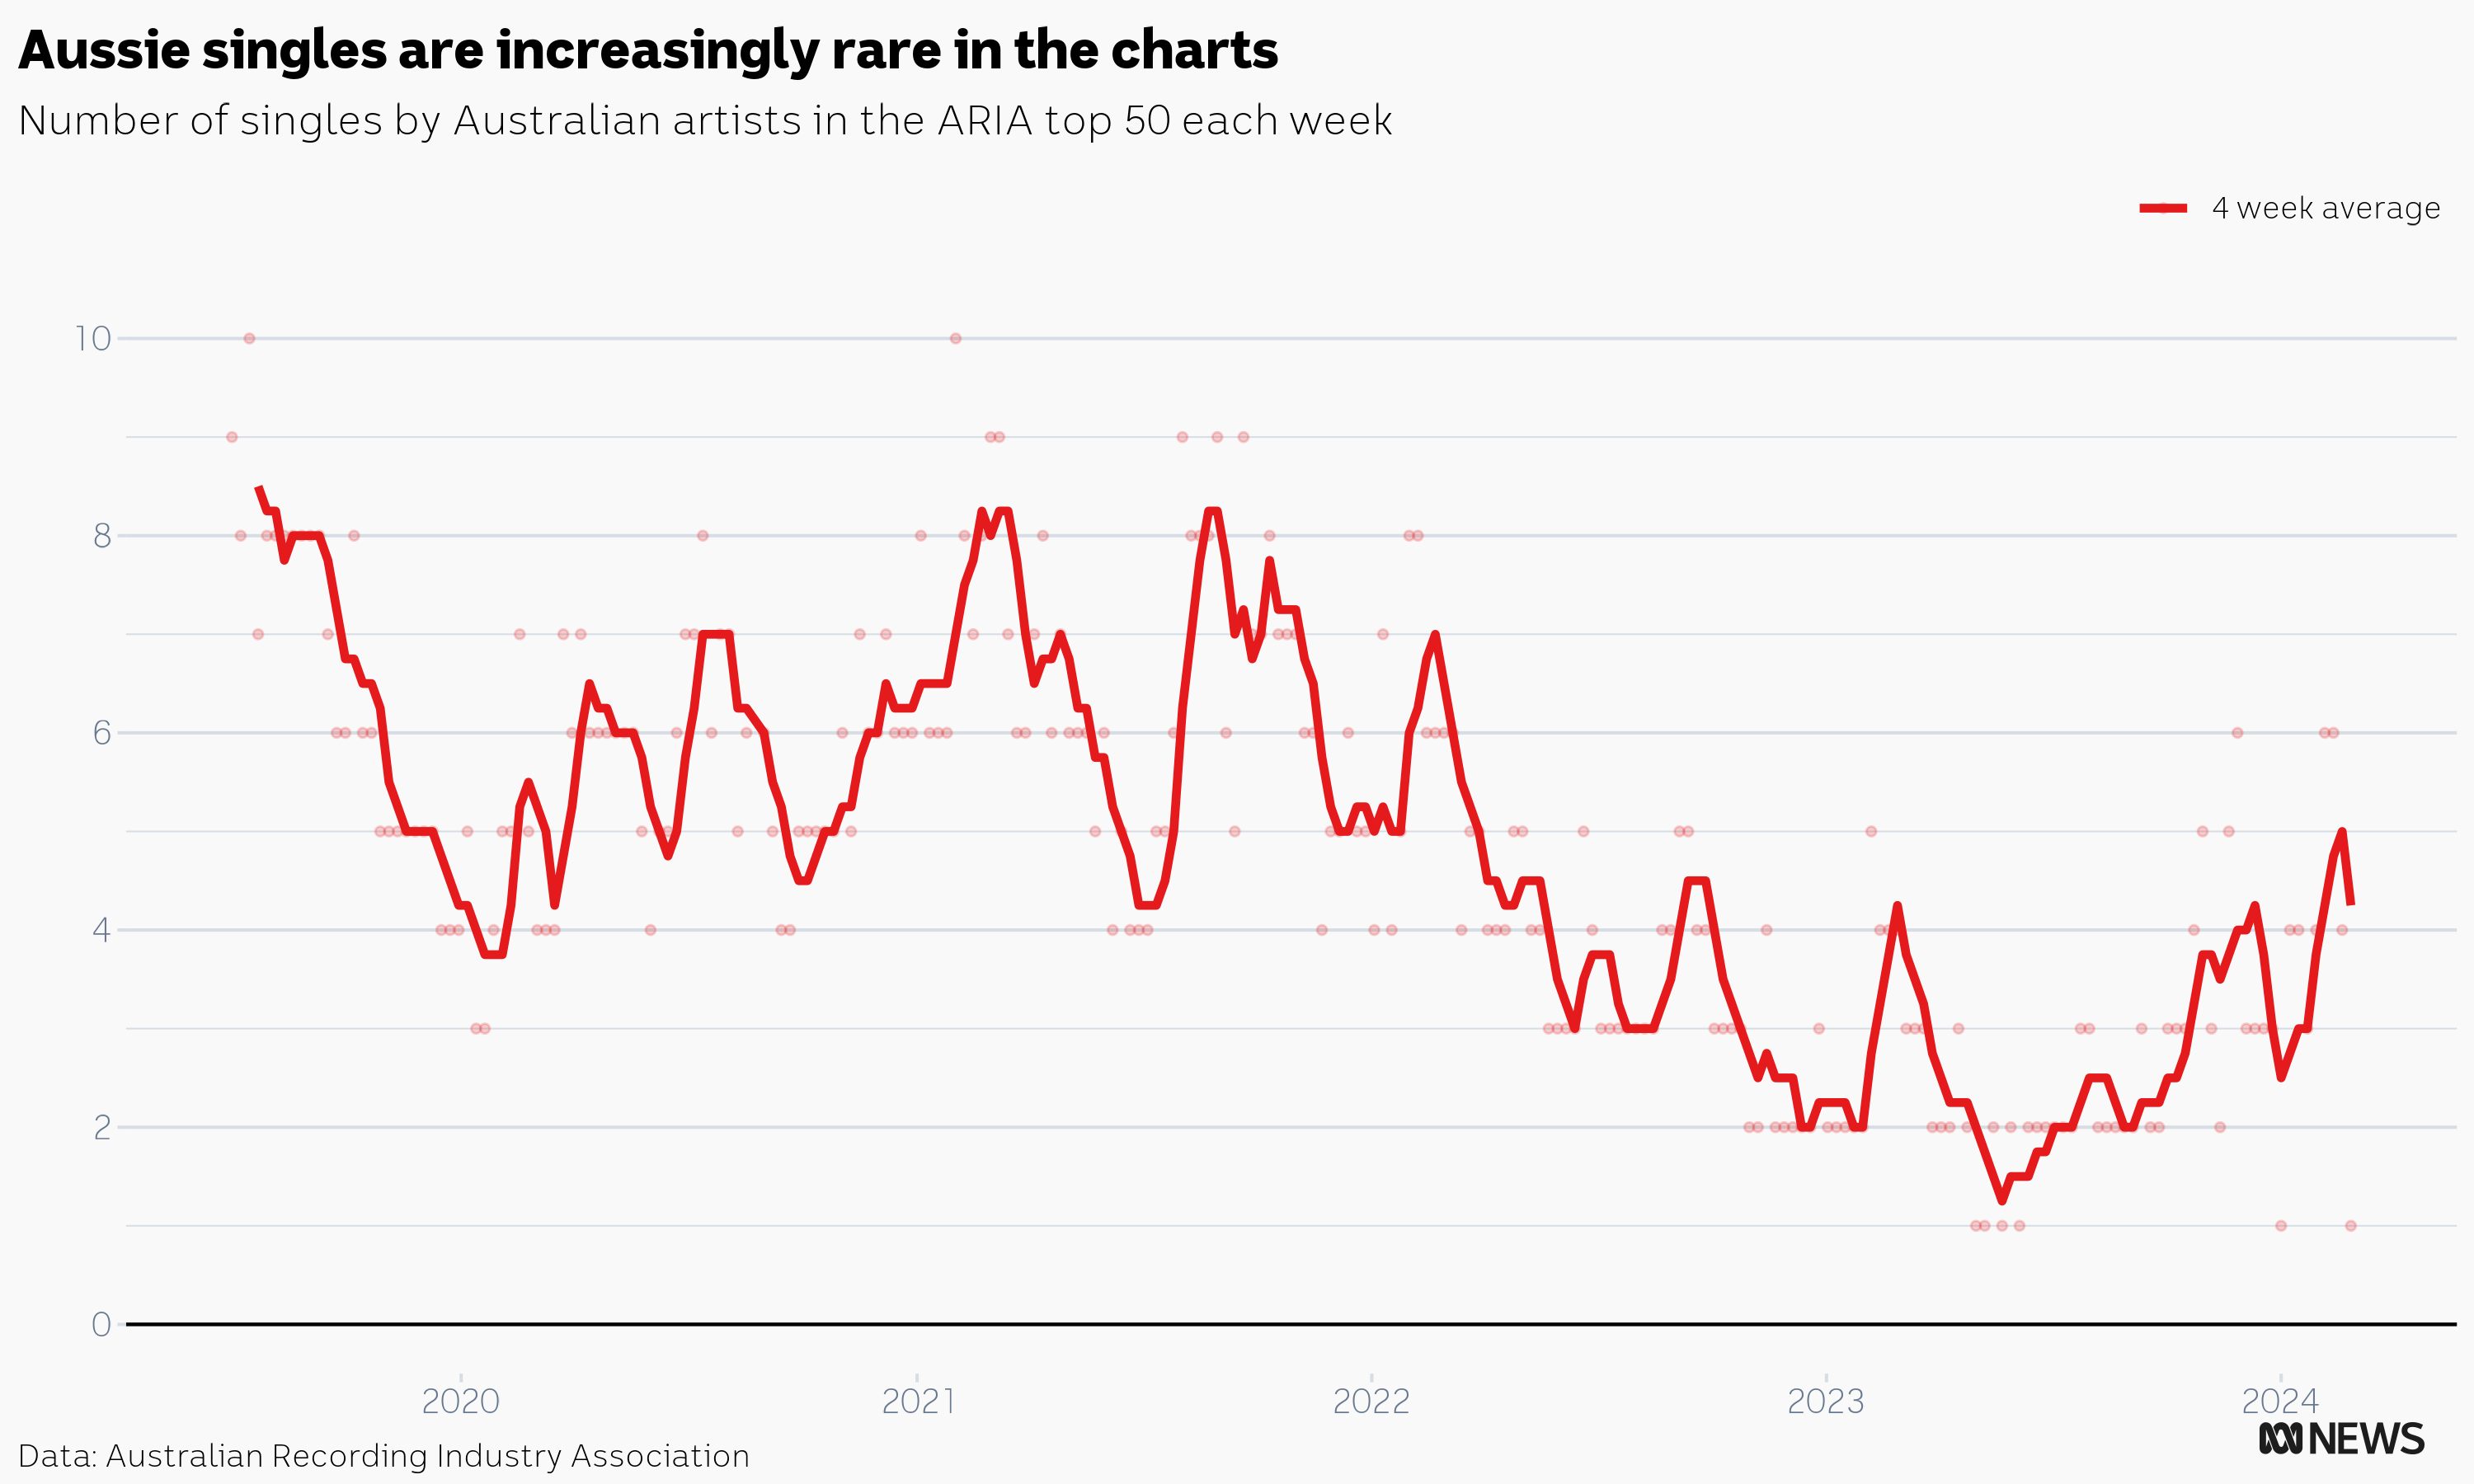 Aussie singles are increasingly rare in the charts
Number of singles by Australian artists in the ARIA top 50 each week
4 week average
10
8
6
4
2
0
2020
2021
2022
2023
2024
NEWS
Data: Australian Recording Industry Association